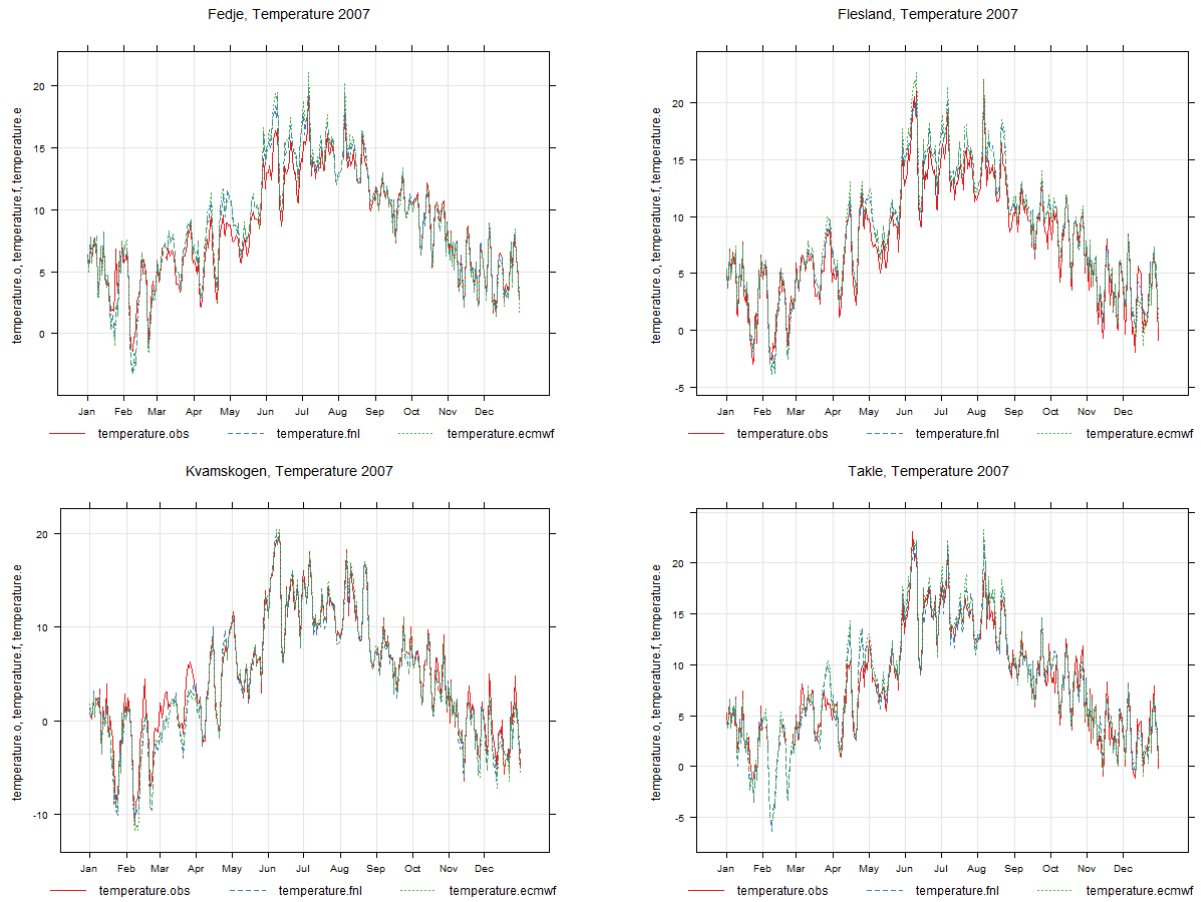 Fedje, Temperature 2007
temperature.o, temperature.f, temperature.e
20
15
10
5
0
Jan Feb Mar Apr May Jun Jul Aug Sep Oct Nov Dec
temperature.obs temperature.fnl temperature.ecmwf
Flesland, Temperature 2007
temperature.o, temperature.f, temperature.e
20
15
10
5
0
-5
Jan Feb Mar Apr May Jun Jul Aug Sep Oct Nov Dec
temperature.obs temperature.fnl temperature.ecmwf
Kvamskogen, Temperature 2007
temperature.o, temperature.f, temperature.e
20
10
0
-10
Jan Feb Mar Apr May Jun Jul Aug Sep Oct Nov Dec
temperature.obs temperature.fnl temperature.ecmwf
Takle, Temperature 2007
temperature.o, temperature.f, temperature.e
20
15
10
5
0
-5
Jan Feb Mar Apr May Jun Jul Aug Sep Oct Nov Dec
temperature.obs temperature.fnl temperature.ecmwf